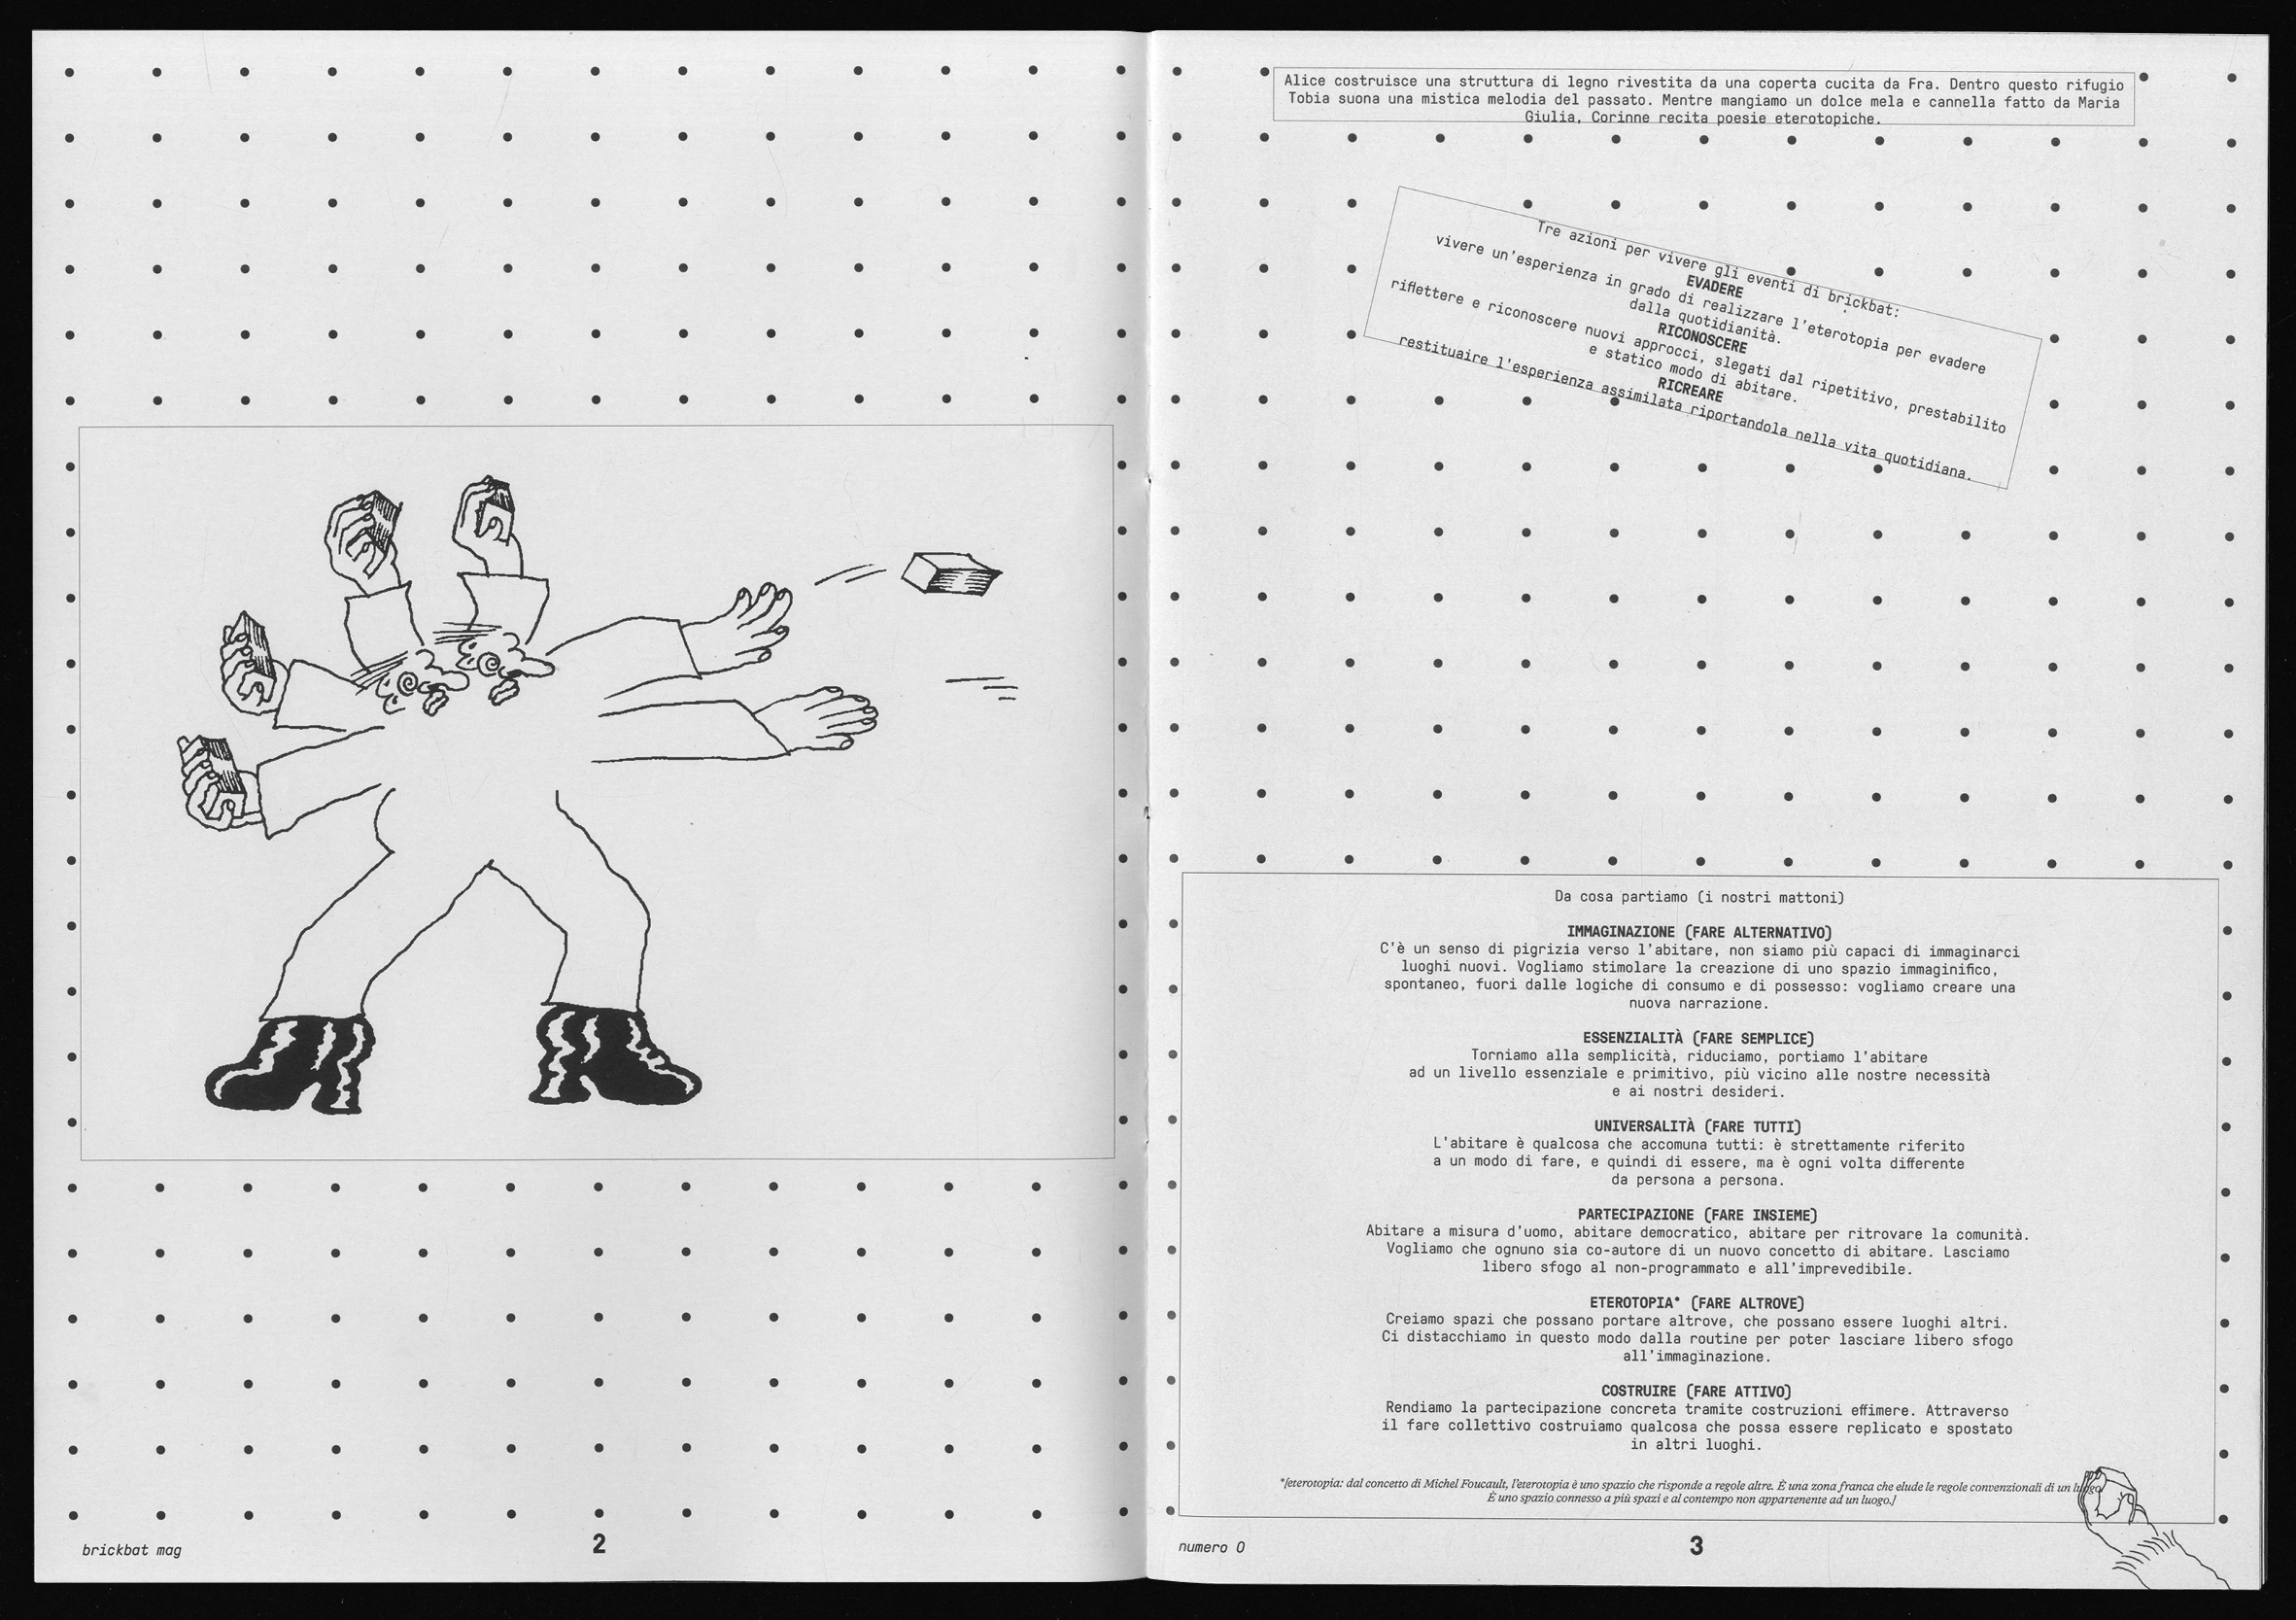 brickbat mag
2
Alice costruisce una struttura di legno rivestita da una coperta cucita da Fra. Dentro questo rifugio
Tobia suona una mistica melodia del passato. Mentre mangiamo un dolce mela e cannella fatto da Maria
Giulia, Corinne recita poesie eterotopiche.
Tre azioni per vivere gli eventi di brickbat:
EVADERE
vivere un'esperienza in grado di realizzare l'eterotopia per evadere
dalla quotidianità.
RICONOSCERE
riflettere e riconoscere nuovi approcci, slegati dal ripetitivo, prestabilito
e statico modo di abitare.
RICREARE
restituaire l'esperienza assimilata riportandola nella vita quotidiana.
Da cosa partiamo (i nostri mattoni)
IMMAGINAZIONE (FARE ALTERNATIVO)
C'è un senso di pigrizia verso l'abitare, non siamo più capaci di immaginarci
luoghi nuovi. Vogliamo stimolare la creazione di uno spazio immaginifico,
spontaneo, fuori dalle logiche di consumo e di possesso: vogliamo creare una
nuova narrazione.
ESSENZIALITÀ (FARE SEMPLICE)
Torniamo alla semplicità, riduciamo, portiamo l'abitare
ad un livello essenziale e primitivo, più vicino alle nostre necessità
e ai nostri desideri.
UNIVERSALITÀ (FARE TUTTI)
L'abitare è qualcosa che accomuna tutti: è strettamente riferito
a un modo di fare, e quindi di essere, ma è ogni volta differente
da persona a persona.
PARTECIPAZIONE (FARE INSIEME)
Abitare a misura d'uomo, abitare democratico, abitare per ritrovare la comunità.
Vogliamo che ognuno sia co-autore di un nuovo concetto di abitare. Lasciamo
libero sfogo al non-programmato e all'imprevedibile.
ETEROTOPIA* (FARE ALTROVE)
Creiamo spazi che possano portare altrove, che possano essere luoghi altri.
Ci distacchiamo in questo modo dalla routine per poter lasciare libero sfogo
all'immaginazione.
COSTRUIRE (FARE ATTIVO)
Rendiamo la partecipazione concreta tramite costruzioni effimere. Attraverso
il fare collettivo costruiamo qualcosa che possa essere replicato e spostato
in altri luoghi.
*[eterotopia: dal concetto di Michel Foucault, l'eterotopia è uno spazio che risponde a regole altre. È una zona franca che elude le regole convenzionali di un luogo.
È uno spazio connesso a più spazi e al contempo non appartenente ad un luogo.]
numero 0
3